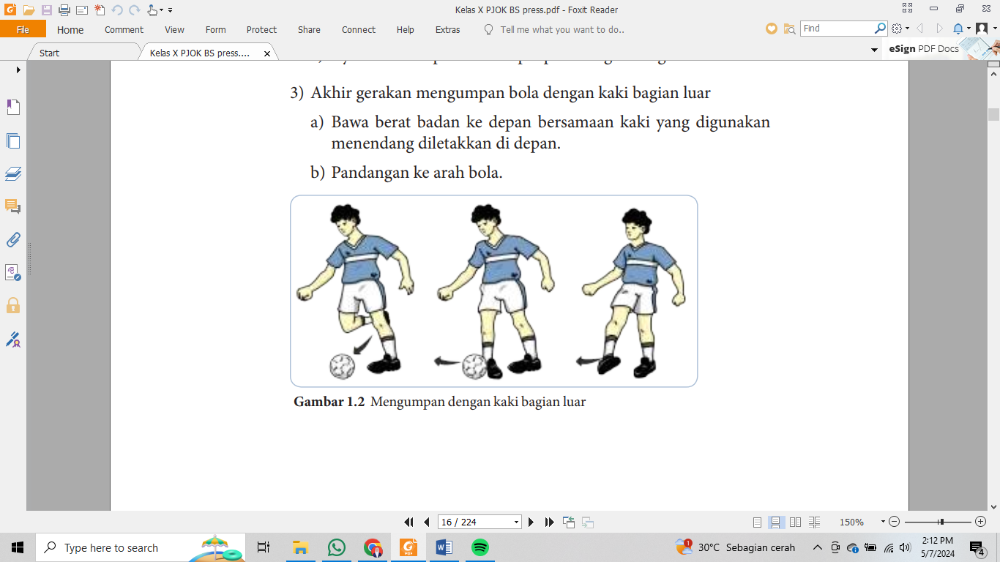 Kelas X PJOK BS press.pdf - Foxit Reader
File Home Comment View Form Protect Share Connect Help Extras Tell me what you want to do.. Find
Start Kelas X PJOK BS press.... eSign PDF Docs
3) Akhir gerakan mengumpan bola dengan kaki bagian luar
a) Bawa berat badan ke depan bersamaan kaki yang digunakan
menendang diletakkan di depan.
b) Pandangan ke arah bola.
Gambar 1.2 Mengumpan dengan kaki bagian luar
16 / 224 150%
Type here to search 30°C Sebagian cerah 2:12 PM
5/7/2024